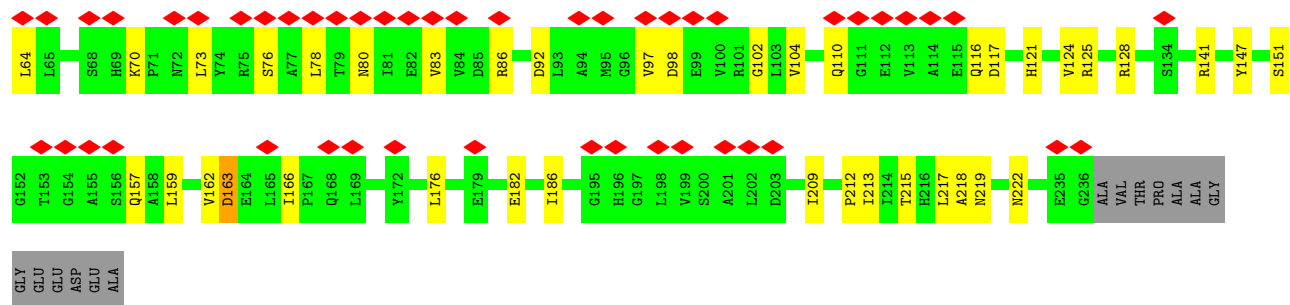 L64 L65 S68 H69 K70 P71 N72 L73 Y74 R75 S76 A77 L78 T79 N80 I81 E82 V83 V84 D85 R86 D92 L93 A94 M95 G96 V97 D98 E99 V100 R101 G102 L103 V104 Q110 G111 E112 V113 A114 E115 Q116 D117 H121 V124 R125 R128 S134 R141 Y147 S151
G152 T153 G154 A155 S156 Q157 A158 L159 V162 D163 E164 L165 I166 P167 Q168 L169 Y172 L176 E179 E182 I186 G195 H196 G197 L198 V199 S200 A201 L202 D203 I209 P212 I213 I214 T215 H216 L217 A218 N219 N222 E235 G236 ALA VAL THR PRO ALA ALA GLY
GLY GLU GLU ASP GLU ALA